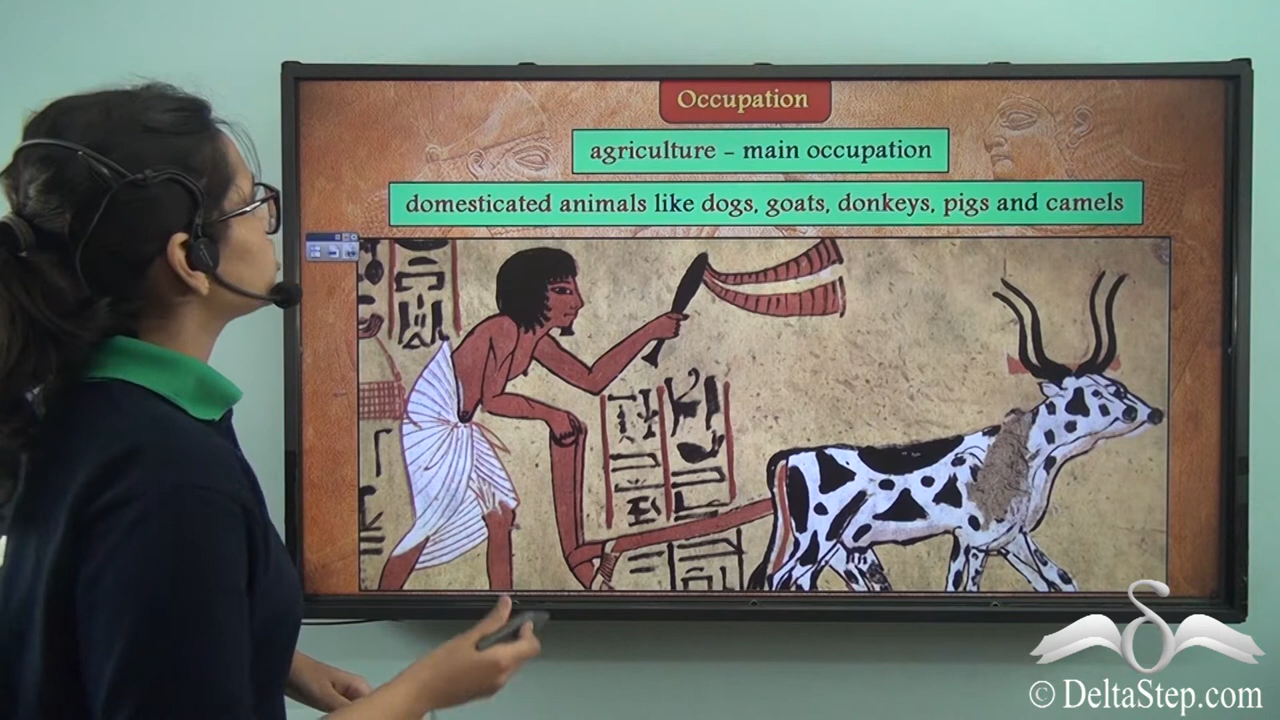 Occupation
agriculture – main occupation
domesticated animals like dogs, goats, donkeys, pigs and camels
© DeltaStep.com